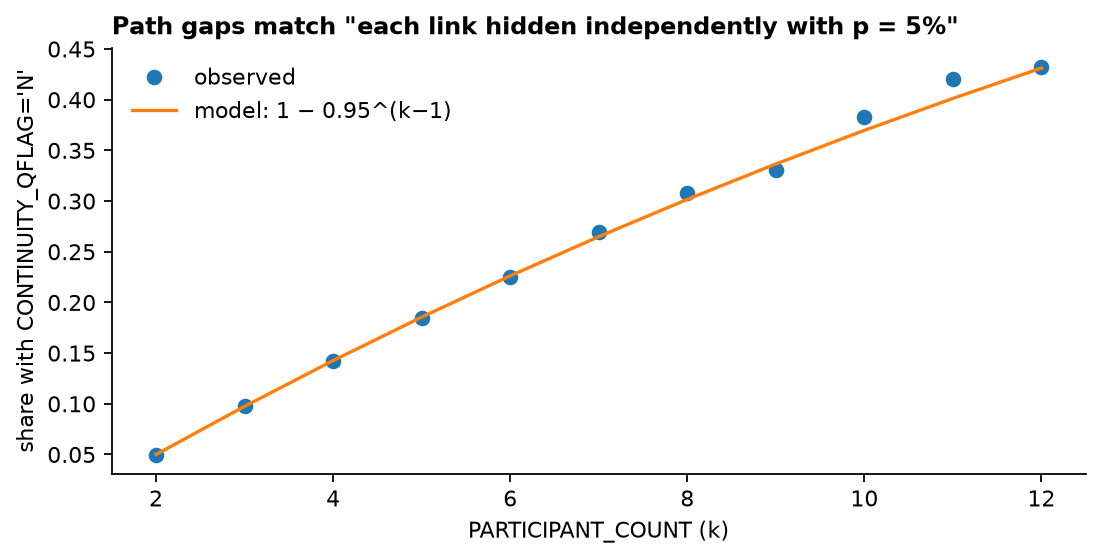 Path gaps match "each link hidden independently with p = 5%"
observed
model: 1 − 0.95^(k−1)
share with CONTINUITY_QFLAG='N'
0.45
0.40
0.35
0.30
0.25
0.20
0.15
0.10
0.05
2 4 6 8 10 12
PARTICIPANT_COUNT (k)